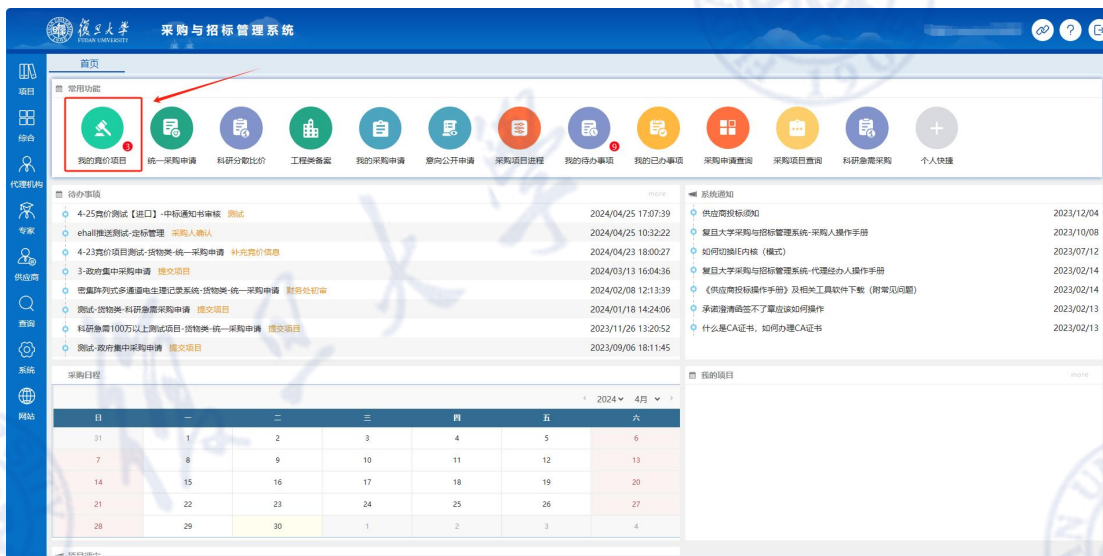 復旦大学
FUDAN UNIVERSITY
采购与招标管理系统
首页
常用功能
3
9
我的竞价项目
统一采购申请
科研分散比价
工程类备案
我的采购申请
意向公开申请
采购项目进程
我的待办事项
我的已办事项
采购申请查询
采购项目查询
科研急需采购
个人快捷
项目
综合
代理机构
专家
供应商
查询
系统
网站
待办事项 more
4-25竞价测试【进口】-中标通知书审核 测试 2024/04/25 17:07:39
ehall推送测试-定标管理 采购人确认 2024/04/25 10:32:22
4-23竞价项目测试-货物类-统一采购申请 补充竞价信息 2024/04/23 18:00:27
3-政府集中采购申请 提交项目 2024/03/13 16:04:36
密集阵列式多通道电生理记录系统-货物类-统一采购申请 财务处初审 2024/02/08 12:13:39
测试-货物类-科研急需采购申请 提交项目 2024/01/18 14:24:06
科研急需100万以上测试项目-货物类-统一采购申请 提交项目 2023/11/26 13:20:52
测试-政府集中采购申请 提交项目 2023/09/06 18:11:45
系统通知
供应商投标须知 2023/12/04
复旦大学采购与招标管理系统-采购人操作手册 2023/10/08
如何切换IE内核（模式） 2023/07/12
复旦大学采购与招标管理系统-代理经办人操作手册 2023/02/14
《供应商投标操作手册》及相关工具软件下载（附常见问题） 2023/02/14
承诺澄清函签不了章应该如何操作 2023/02/13
什么是CA证书，如何办理CA证书 2023/02/13
采购日程
2024 4月
日 一 二 三 四 五 六
31 1 2 3 4 5 6
7 8 9 10 11 12 13
14 15 16 17 18 19 20
21 22 23 24 25 26 27
28 29 30 1 2 3 4
我的项目 more